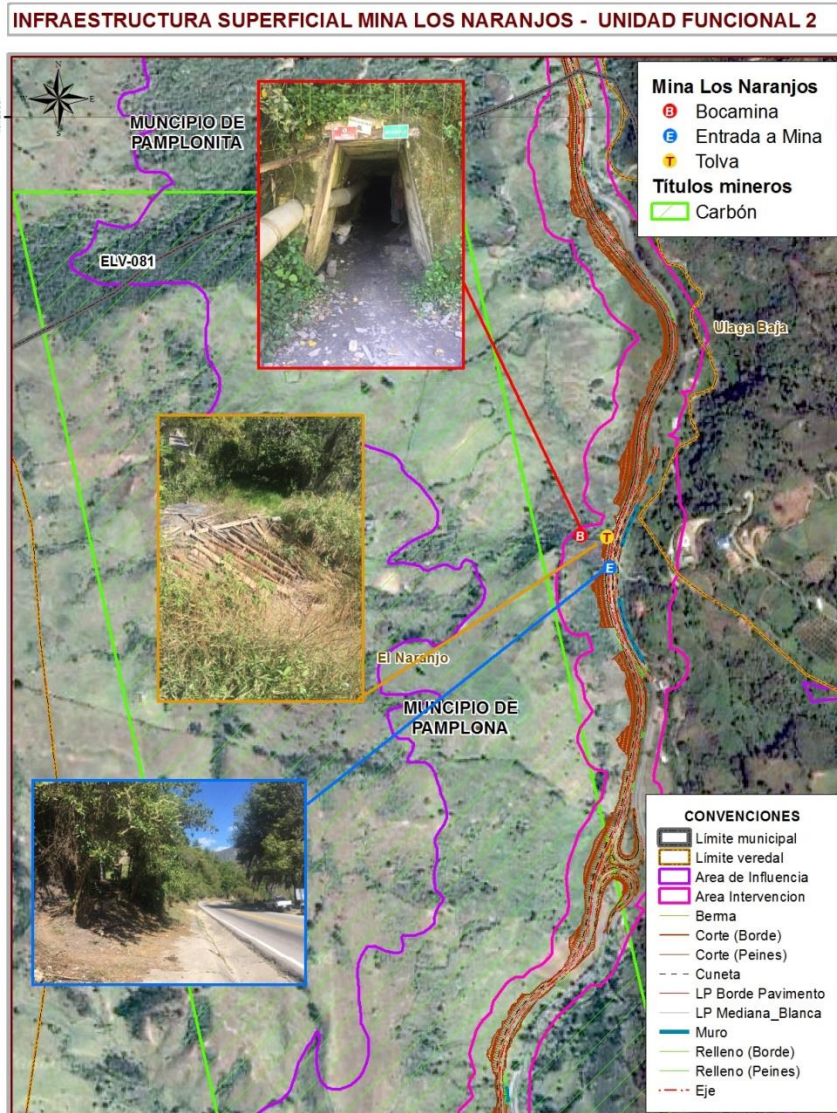 INFRAESTRUCTURA SUPERFICIAL MINA LOS NARANJOS - UNIDAD FUNCIONAL 2
N
W E
S
MUNCIPIO DE
PAMPLONITA
ELV-081
Mina Los Naranjos
B Bocamina
E Entrada a Mina
T Tolva
Títulos mineros
Carbón
Ulaga Baja
B
T
E
El Naranjo
MUNCIPIO DE
PAMPLONA
CONVENCIONES
Límite municipal
Límite veredal
Area de Influencia
Area Intervencion
Berma
Corte (Borde)
Corte (Peines)
Cuneta
LP Borde Pavimento
LP Mediana_Blanca
Muro
Relleno (Borde)
Relleno (Peines)
Eje